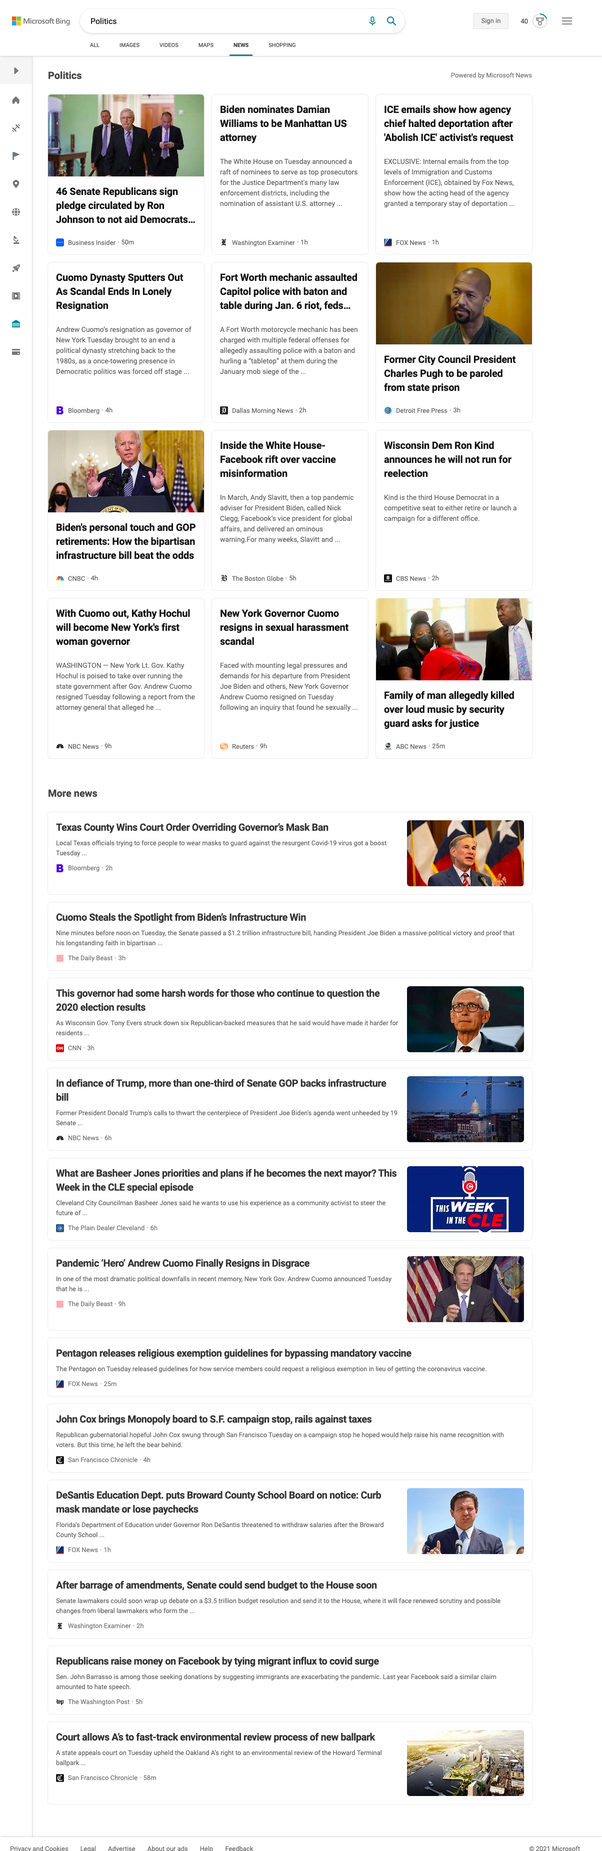 Microsoft Bing
Politics
Sign in
40
ALL IMAGES VIDEOS MAPS NEWS SHOPPING
Politics
Powered by Microsoft News
46 Senate Republicans sign
pledge circulated by Ron
Johnson to not aid Democrats...
Business Insider · 50m
Biden nominates Damian
Williams to be Manhattan US
attorney
The White House on Tuesday announced a
raft of nominees to serve as top prosecutors
for the Justice Department's many law
enforcement districts, including the
nomination of assistant U.S. attorney ...
Washington Examiner · 1h
ICE emails show how agency
chief halted deportation after
'Abolish ICE' activist's request
EXCLUSIVE: Internal emails from the top
levels of Immigration and Customs
Enforcement (ICE), obtained by Fox News,
show how the acting head of the agency
granted a temporary stay of deportation ...
FOX News · 1h
Cuomo Dynasty Sputters Out
As Scandal Ends In Lonely
Resignation
Andrew Cuomo's resignation as governor of
New York Tuesday brought to an end a
political dynasty stretching back to the
1980s, as a once-towering presence in
Democratic politics was forced off stage ...
Bloomberg · 4h
Fort Worth mechanic assaulted
Capitol police with baton and
table during Jan. 6 riot, feds...
A Fort Worth motorcycle mechanic has been
charged with multiple federal offenses for
allegedly assaulting police with a baton and
hurling a "tabletop" at them during the
January mob siege of the ...
Dallas Morning News · 2h
Former City Council President
Charles Pugh to be paroled
from state prison
Detroit Free Press · 3h
Biden's personal touch and GOP
retirements: How the bipartisan
infrastructure bill beat the odds
CNBC · 4h
Inside the White House-
Facebook rift over vaccine
misinformation
In March, Andy Slavitt, then a top pandemic
adviser for President Biden, called Nick
Clegg, Facebook's vice president for global
affairs, and delivered an ominous
warning.For many weeks, Slavitt and ...
The Boston Globe · 5h
Wisconsin Dem Ron Kind
announces he will not run for
reelection
Kind is the third House Democrat in a
competitive seat to either retire or launch a
campaign for a different office.
CBS News · 2h
With Cuomo out, Kathy Hochul
will become New York's first
woman governor
WASHINGTON — New York Lt. Gov. Kathy
Hochul is poised to take over running the
state government after Gov. Andrew Cuomo
resigned Tuesday following a report from the
attorney general that alleged he ...
NBC News · 9h
New York Governor Cuomo
resigns in sexual harassment
scandal
Faced with mounting legal pressures and
demands for his departure from President
Joe Biden and others, New York Governor
Andrew Cuomo resigned on Tuesday
following an inquiry that found he sexually ...
Reuters · 9h
Family of man allegedly killed
over loud music by security
guard asks for justice
ABC News · 25m
More news
Texas County Wins Court Order Overriding Governor's Mask Ban
Local Texas officials trying to force people to wear masks to guard against the resurgent Covid-19 virus got a boost
Tuesday ...
Bloomberg · 2h
Cuomo Steals the Spotlight from Biden's Infrastructure Win
Nine minutes before noon on Tuesday, the Senate passed a $1.2 trillion infrastructure bill, handing President Joe Biden a massive political victory and proof that
his longstanding faith in bipartisan ...
The Daily Beast · 3h
This governor had some harsh words for those who continue to question the
2020 election results
As Wisconsin Gov. Tony Evers struck down six Republican-backed measures that he said would have made it harder for
residents ...
CNN · 3h
In defiance of Trump, more than one-third of Senate GOP backs infrastructure
bill
Former President Donald Trump's calls to thwart the centerpiece of President Joe Biden's agenda went unheeded by 19
Senate ...
NBC News · 6h
What are Basheer Jones priorities and plans if he becomes the next mayor? This
Week in the CLE special episode
Cleveland City Councilman Basheer Jones said he wants to use his experience as a community activist to steer the
future of ...
The Plain Dealer Cleveland · 6h
THIS WEEK
IN THE CLE
Pandemic 'Hero' Andrew Cuomo Finally Resigns in Disgrace
In one of the most dramatic political downfalls in recent memory, New York Gov. Andrew Cuomo announced Tuesday
that he is ...
The Daily Beast · 9h
Pentagon releases religious exemption guidelines for bypassing mandatory vaccine
The Pentagon on Tuesday released guidelines for how service members could request a religious exemption in lieu of getting the coronavirus vaccine.
FOX News · 25m
John Cox brings Monopoly board to S.F. campaign stop, rails against taxes
Republican gubernatorial hopeful John Cox swung through San Francisco Tuesday on a campaign stop he hoped would help raise his name recognition with
voters. But this time, he left the bear behind.
San Francisco Chronicle · 4h
DeSantis Education Dept. puts Broward County School Board on notice: Curb
mask mandate or lose paychecks
Florida's Department of Education under Governor Ron DeSantis threatened to withdraw salaries after the Broward
County School ...
FOX News · 1h
After barrage of amendments, Senate could send budget to the House soon
Senate lawmakers could soon wrap up debate on a $3.5 trillion budget resolution and send it to the House, where it will face renewed scrutiny and possible
changes from liberal lawmakers who form the ...
Washington Examiner · 2h
Republicans raise money on Facebook by tying migrant influx to covid surge
Sen. John Barrasso is among those seeking donations by suggesting immigrants are exacerbating the pandemic. Last year Facebook said a similar claim
amounted to hate speech.
The Washington Post · 5h
Court allows A's to fast-track environmental review process of new ballpark
A state appeals court on Tuesday upheld the Oakland A's right to an environmental review of the Howard Terminal
ballpark ...
San Francisco Chronicle · 58m
Privacy and Cookies Legal Advertise About our ads Help Feedback
© 2021 Microsoft